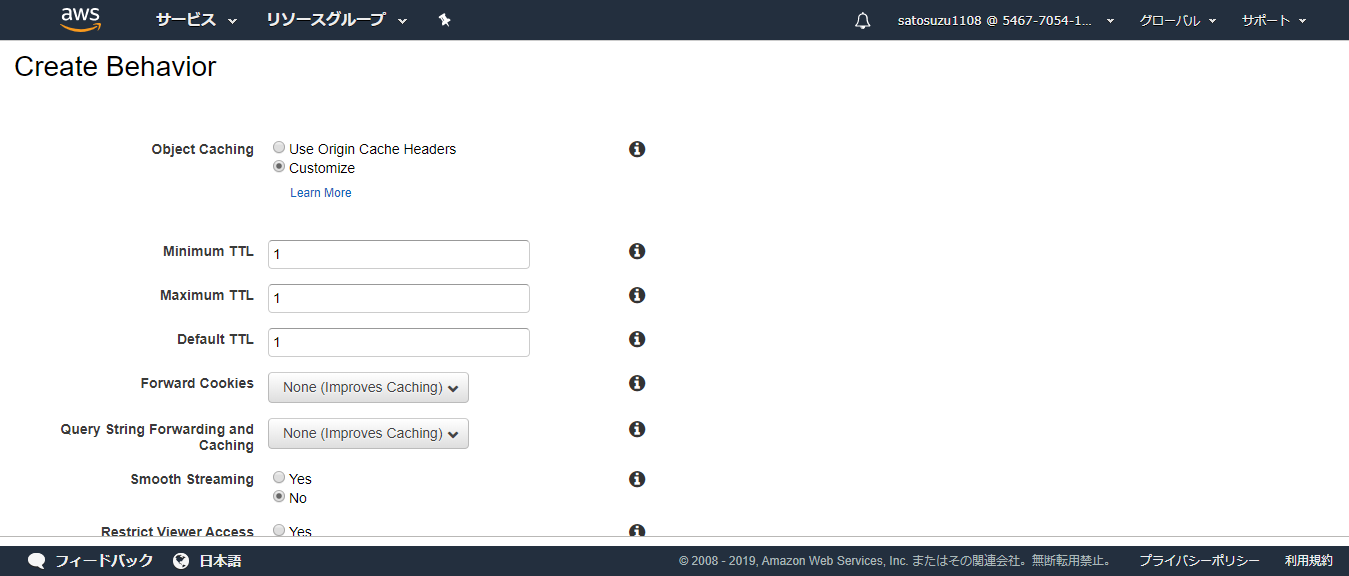 aws サービス リソースグループ satosuzu1108 @ 5467-7054-1... グローバル サポート
Create Behavior
Object Caching Use Origin Cache Headers
Customize
Learn More
Minimum TTL 1
Maximum TTL 1
Default TTL 1
Forward Cookies None (Improves Caching)
Query String Forwarding and
Caching None (Improves Caching)
Smooth Streaming Yes
No
Restrict Viewer Access Yes
フィードバック 日本語 © 2008 - 2019, Amazon Web Services, Inc. またはその関連会社。無断転用禁止。 プライバシーポリシー 利用規約